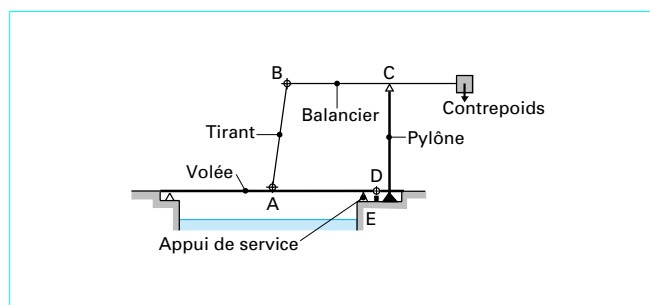 B
C
Contrepoids
Balancier
Tirant
Pylône
Volée
D
A
E
Appui de service